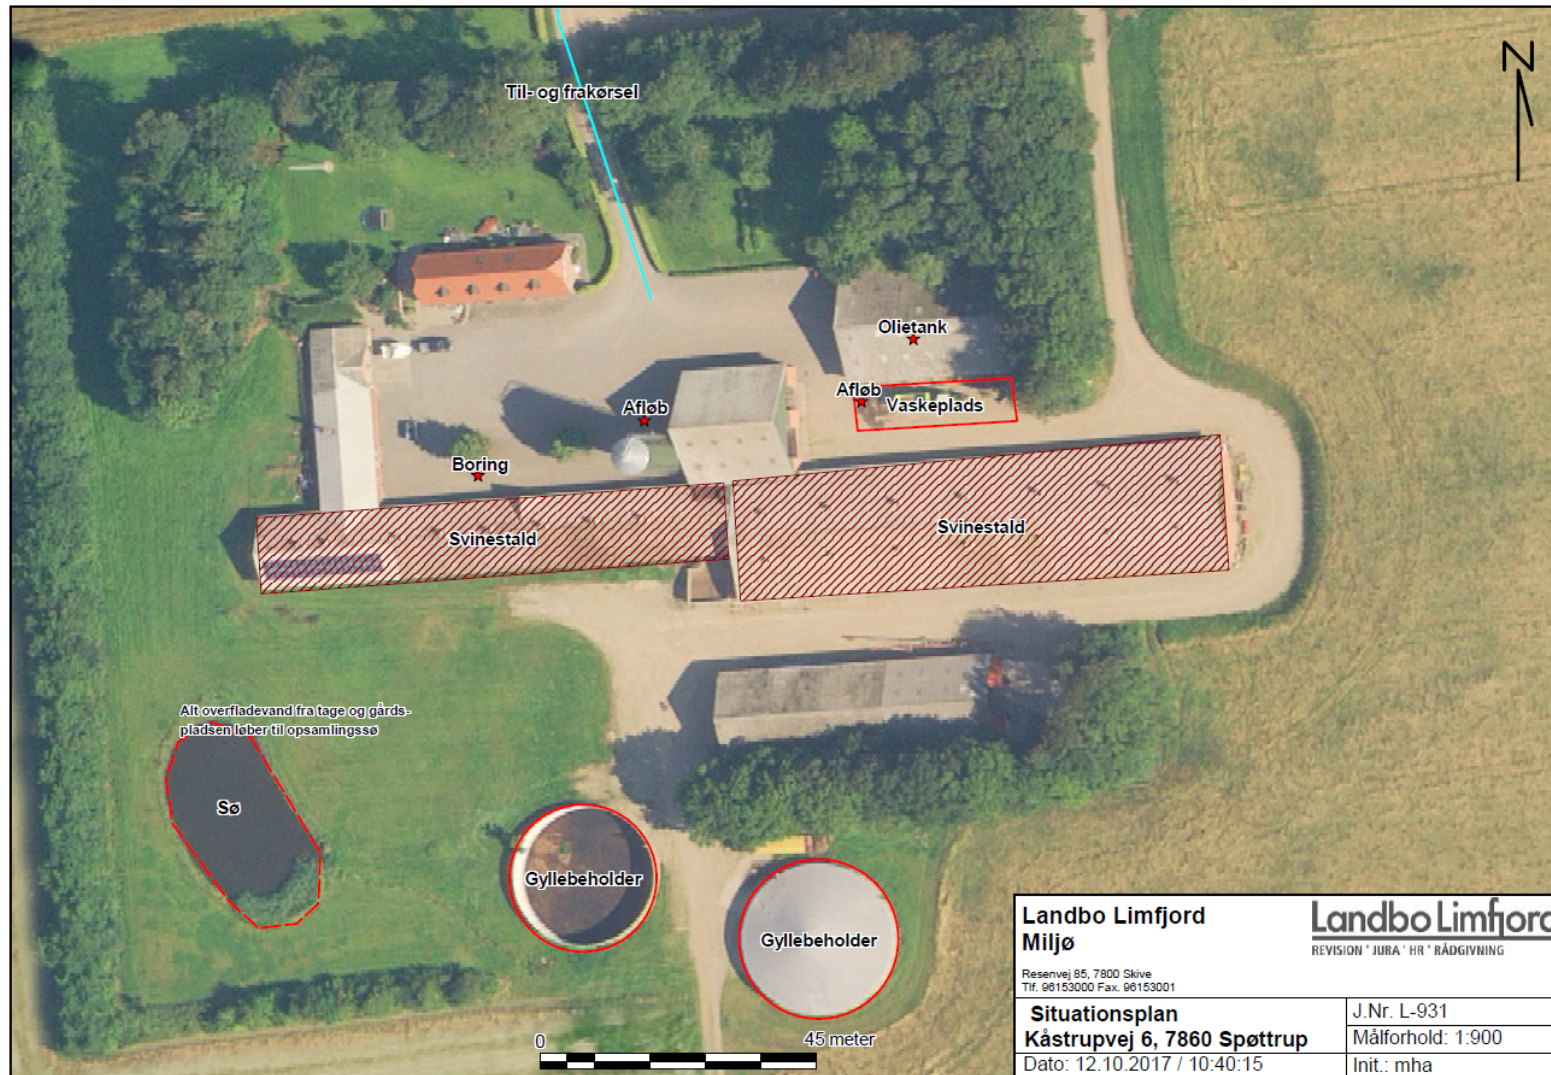 N
Til- og frakørsel
Olietank
Afløb
Vaskeplads
Afløb
Boring
Svinestald
Svinestald
Alt overfladevand fra tage og gårds-
pladsen løber til opsamlingssø
Sø
Gyllebeholder
Gyllebeholder
0 45 meter
Landbo Limfjord
Miljø
Resenvej 85, 7800 Skive
Tlf. 96153000 Fax. 96153001
Landbo Limfjord
REVISION ' JURA ' HR ' RÅDGIVNING
Situationsplan
Kåstrupvej 6, 7860 Spøttrup
Dato: 12.10.2017 / 10:40:15
J.Nr. L-931
Målforhold: 1:900
Init.: mha